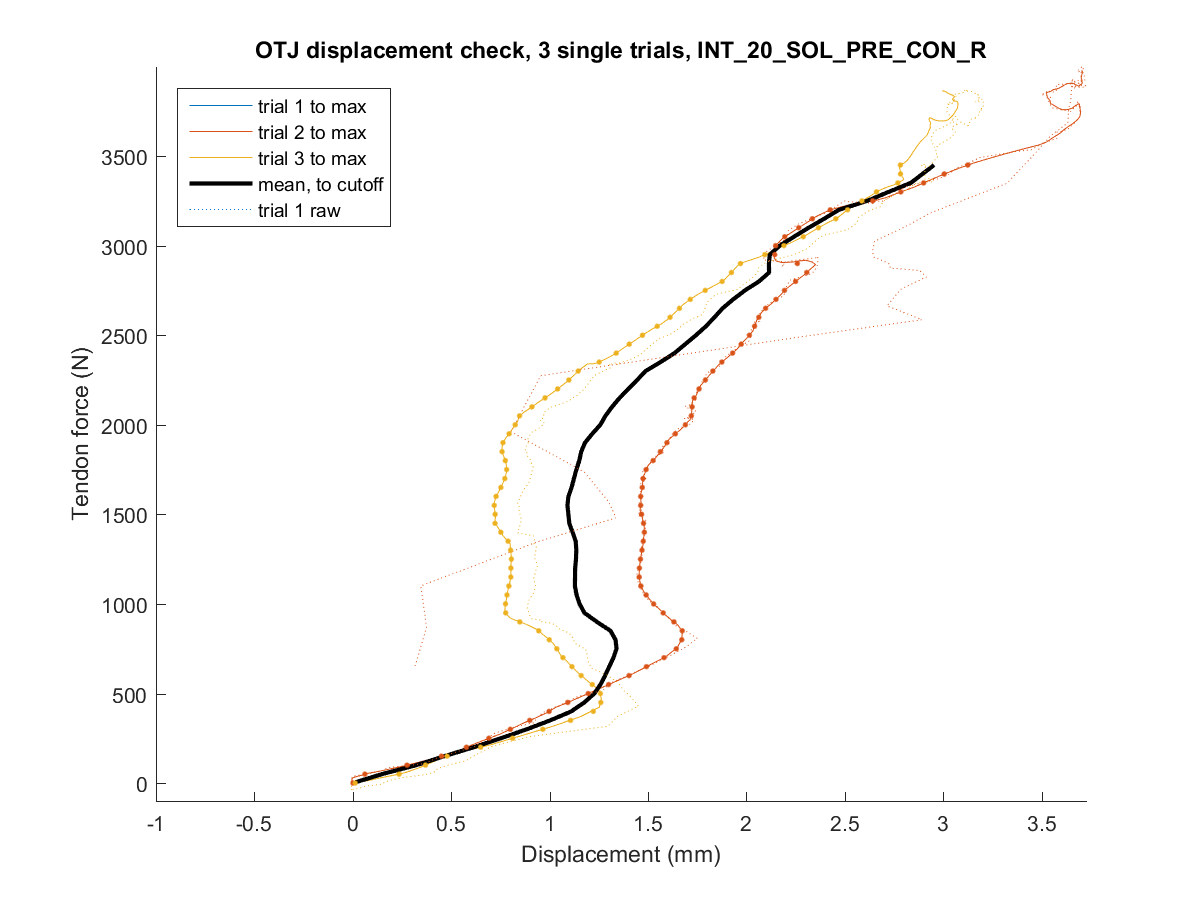 OTJ displacement check, 3 single trials, INT_20_SOL_PRE_CON_R
trial 1 to max
trial 2 to max
trial 3 to max
mean, to cutoff
trial 1 raw
Tendon force (N)
3500
3000
2500
2000
1500
1000
500
0
-1
-0.5
0
0.5
1
1.5
2
2.5
3
3.5
Displacement (mm)